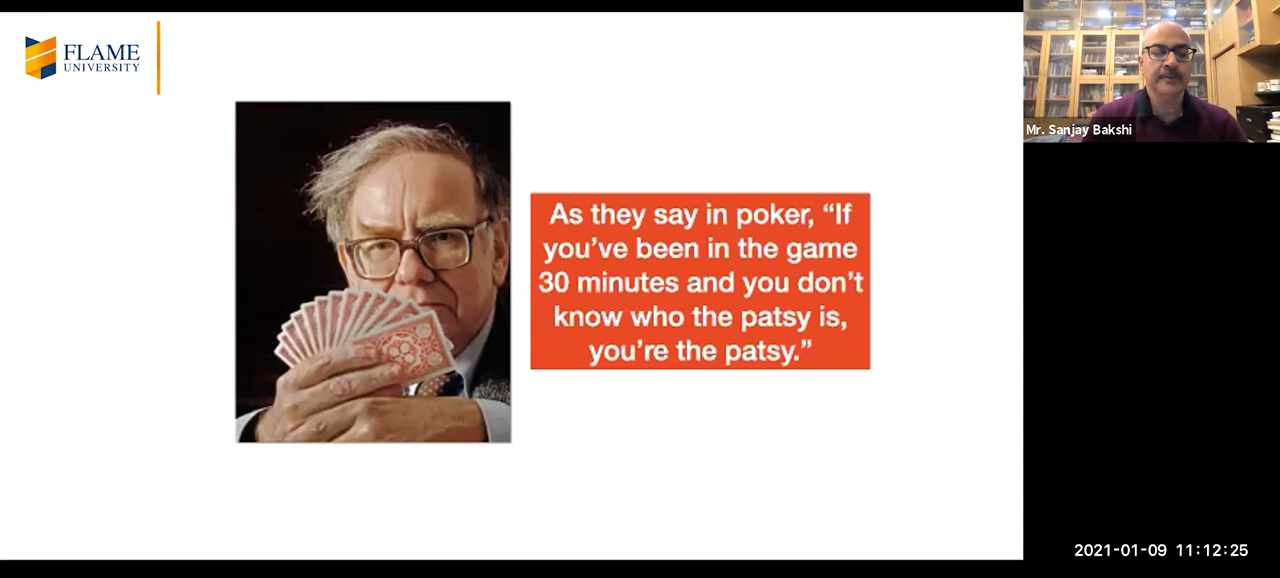 FLAME
UNIVERSITY
As they say in poker, “If
you’ve been in the game
30 minutes and you don’t
know who the patsy is,
you’re the patsy.”
Mr. Sanjay Bakshi
2021-01-09 11:12:25